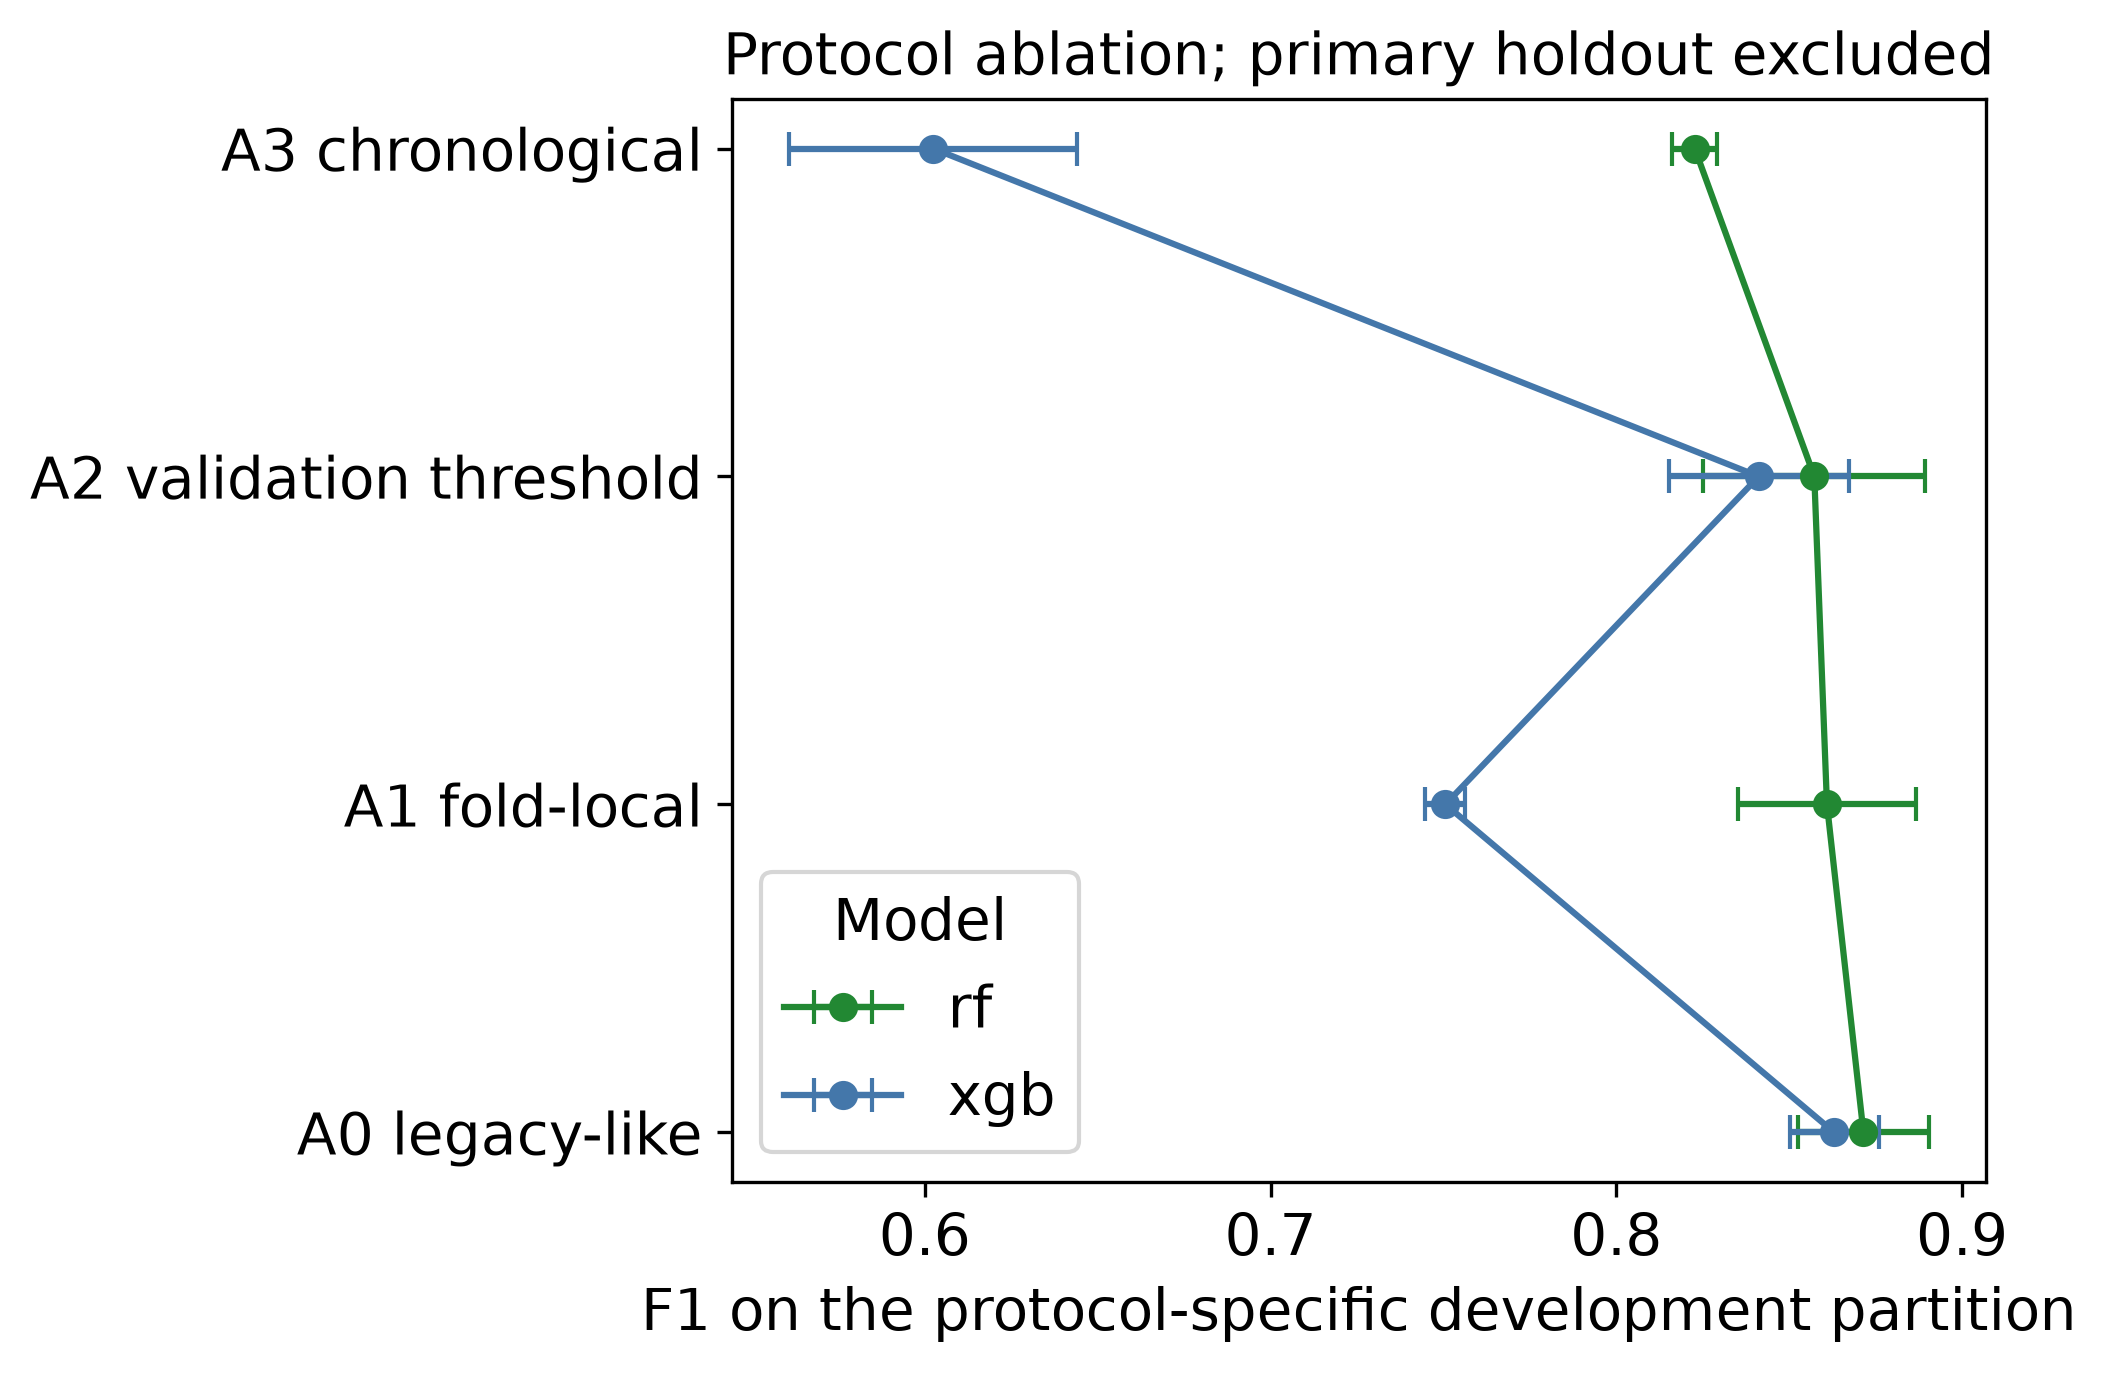 Protocol ablation; primary holdout excluded
A3 chronological
A2 validation threshold
A1 fold-local
A0 legacy-like
Model
rf
xgb
0.6 0.7 0.8 0.9
F1 on the protocol-specific development partition